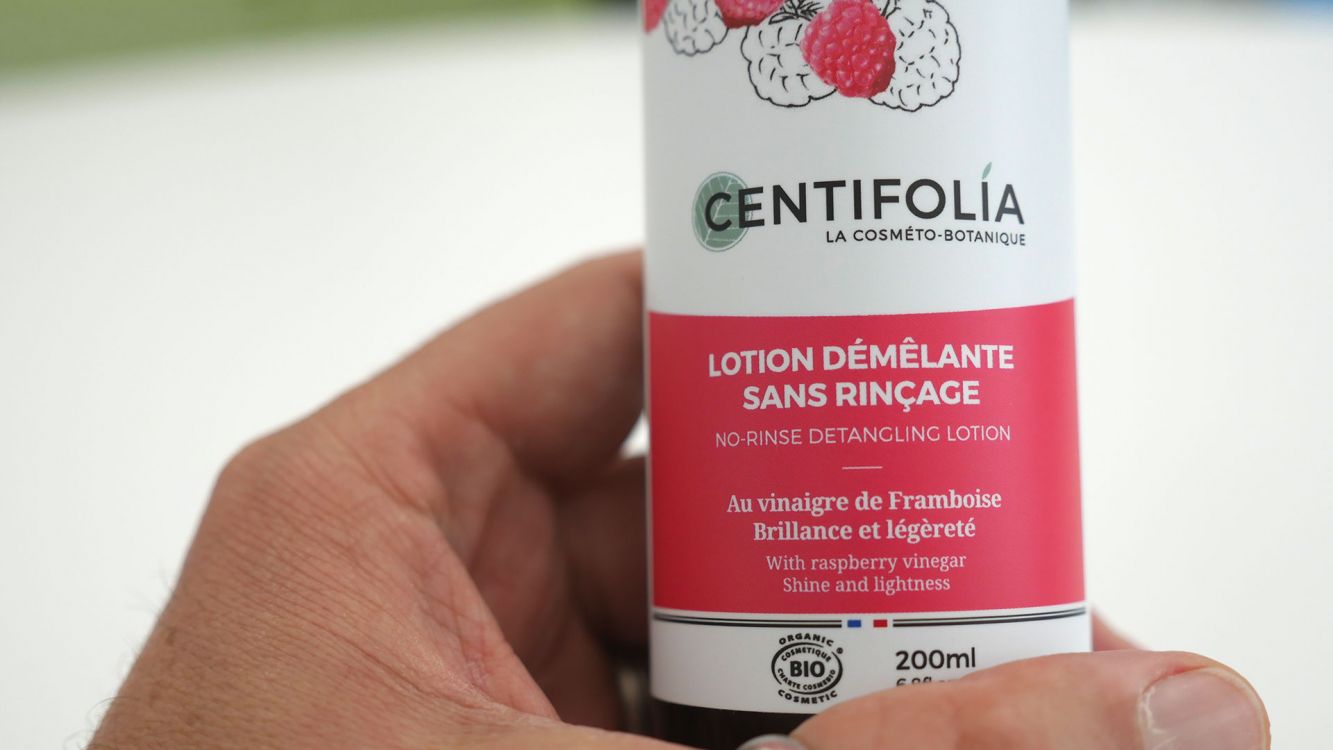 CENTIFOLIA
LA COSMÉTO-BOTANIQUE
LOTION DÉMÊLANTE
SANS RINÇAGE
NO-RINSE DETANGLING LOTION
Au vinaigre de Framboise
Brillance et légèreté
With raspberry vinegar
Shine and lightness
ORGANIC
COSMETIQUE
BIO
CHARTE COSMEBIO
COSMETIC
200ml